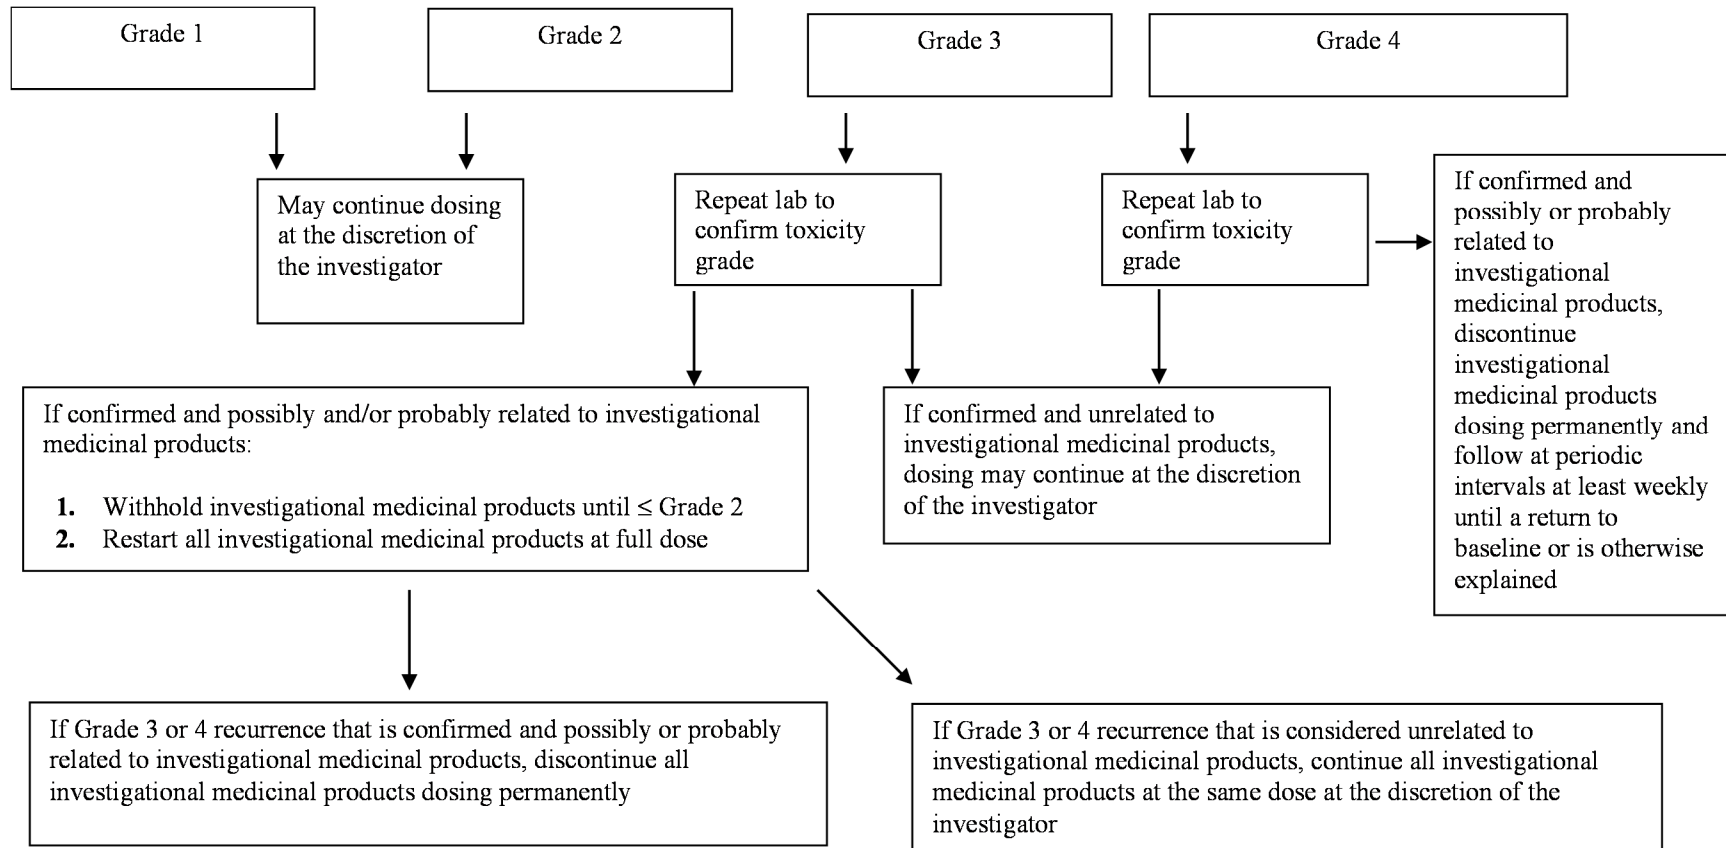 Grade 1
Grade 2
Grade 3
Grade 4
May continue dosing
at the discretion of
the investigator
Repeat lab to
confirm toxicity
grade
Repeat lab to
confirm toxicity
grade
If confirmed and
possibly or probably
related to
investigational
medicinal products,
discontinue
investigational
medicinal products
dosing permanently and
follow at periodic
intervals at least weekly
until a return to
baseline or is otherwise
explained
If confirmed and possibly and/or probably related to investigational
medicinal products:
1. Withhold investigational medicinal products until ≤ Grade 2
2. Restart all investigational medicinal products at full dose
If confirmed and unrelated to
investigational medicinal products,
dosing may continue at the discretion
of the investigator
If Grade 3 or 4 recurrence that is confirmed and possibly or probably
related to investigational medicinal products, discontinue all
investigational medicinal products dosing permanently
If Grade 3 or 4 recurrence that is considered unrelated to
investigational medicinal products, continue all investigational
medicinal products at the same dose at the discretion of the
investigator